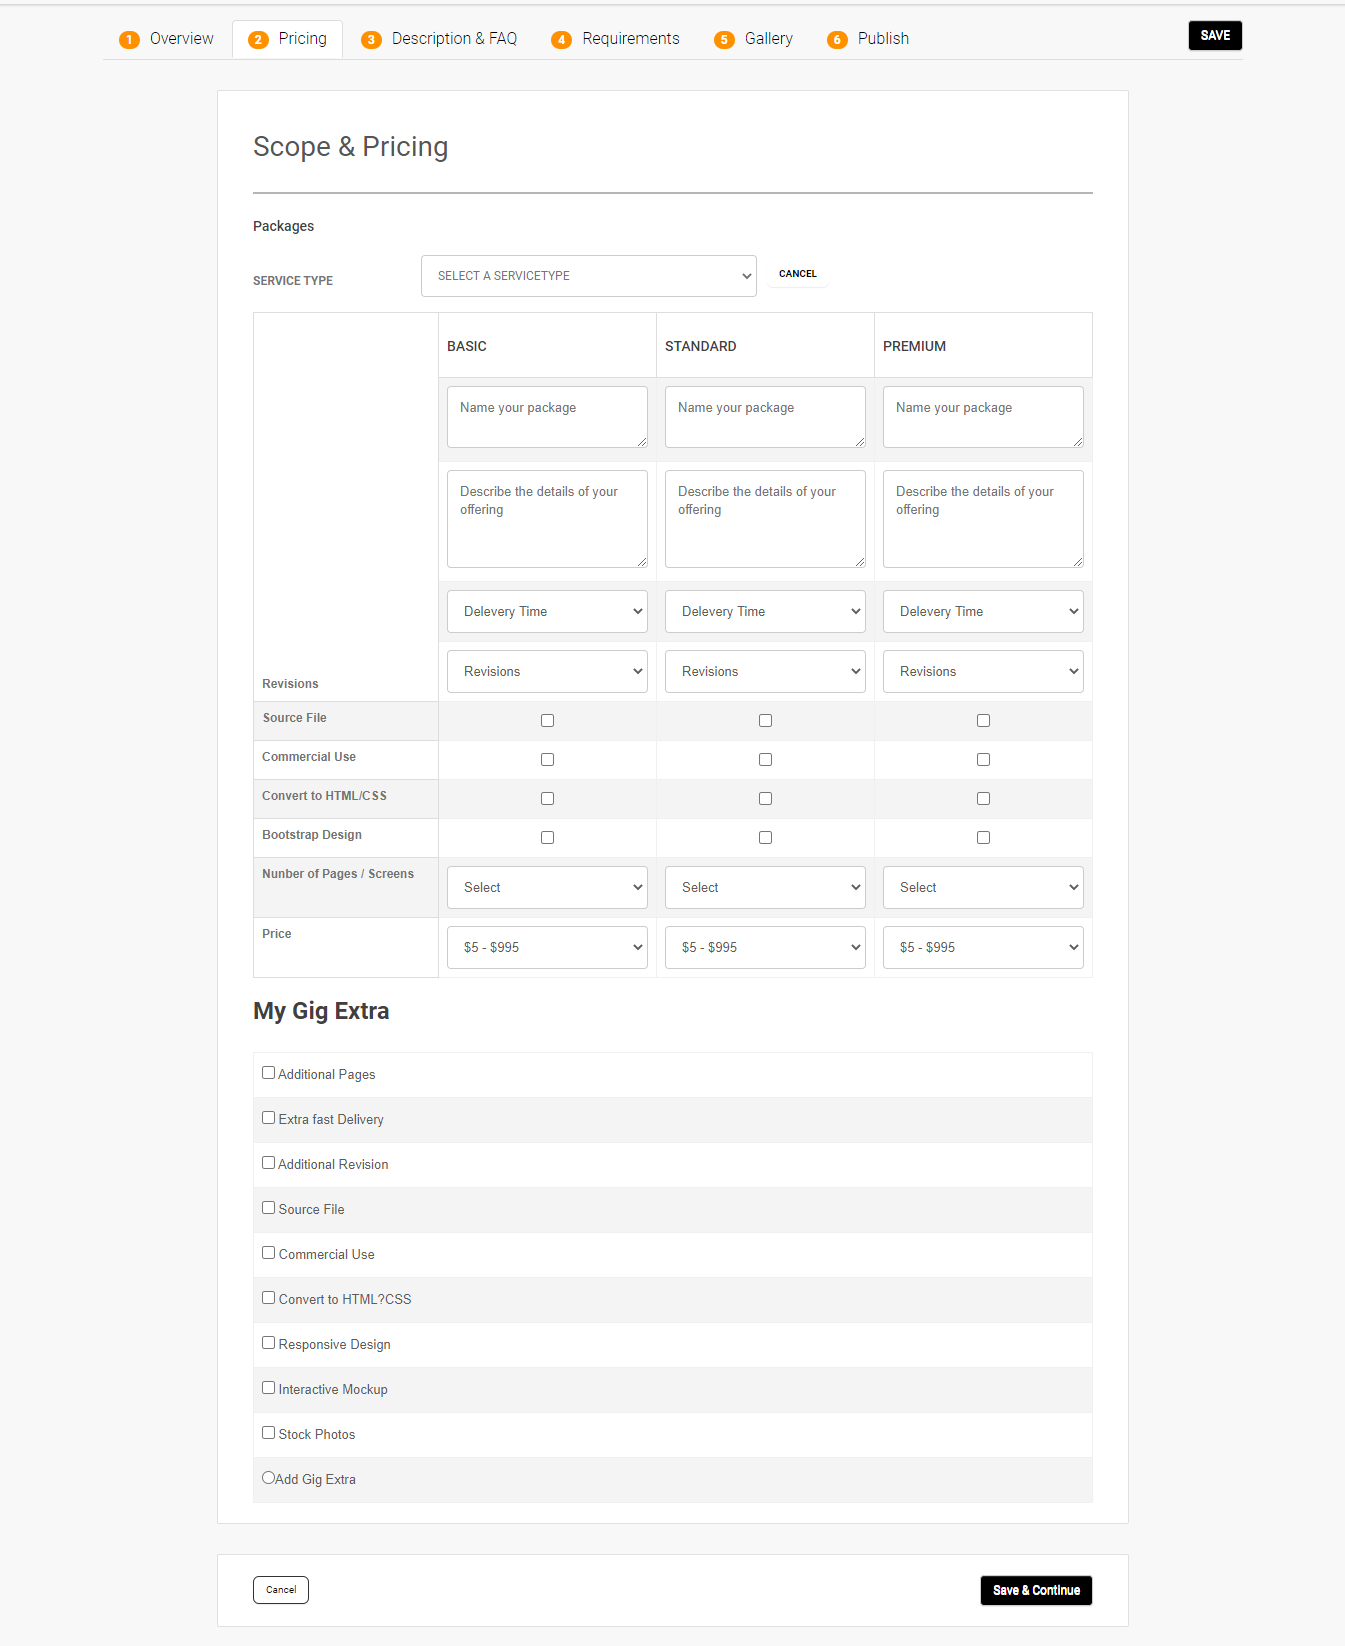 1 Overview 2 Pricing 3 Description & FAQ 4 Requirements 5 Gallery 6 Publish SAVE
Scope & Pricing
Packages
SERVICE TYPE SELECT A SERVICETYPE CANCEL
BASIC STANDARD PREMIUM
Name your package Name your package Name your package
Describe the details of your Describe the details of your Describe the details of your
offering offering offering
Delevery Time Delevery Time Delevery Time
Revisions Revisions Revisions Revisions
Source File
Commercial Use
Convert to HTML/CSS
Bootstrap Design
Nunber of Pages / Screens Select Select Select
Price $5 - $995 $5 - $995 $5 - $995
My Gig Extra
Additional Pages
Extra fast Delivery
Additional Revision
Source File
Commercial Use
Convert to HTML?CSS
Responsive Design
Interactive Mockup
Stock Photos
Add Gig Extra
Cancel Save & Continue